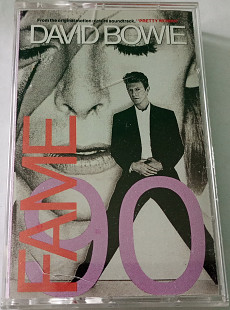 From the original motion-picture soundtrack, "PRETTY WOMAN"
DAVID BOWIE
FAME
90